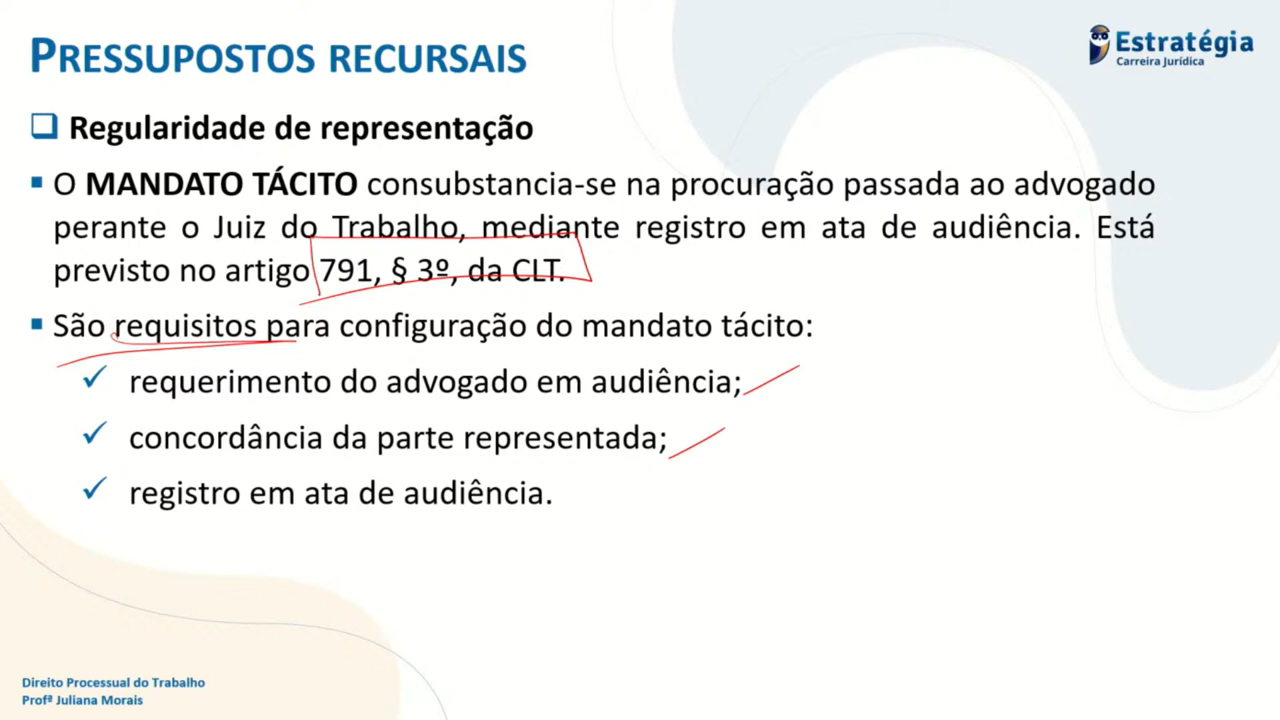 PRESSUPOSTOS RECURSAIS
Estratégia
Carreira Jurídica
Regularidade de representação
O MANDATO TÁCITO consubstancia-se na procuração passada ao advogado
perante o Juiz do Trabalho, mediante registro em ata de audiência. Está
previsto no artigo 791, § 3º, da CLT.
São requisitos para configuração do mandato tácito:
requerimento do advogado em audiência;
concordância da parte representada;
registro em ata de audiência.
Direito Processual do Trabalho
Profª Juliana Morais